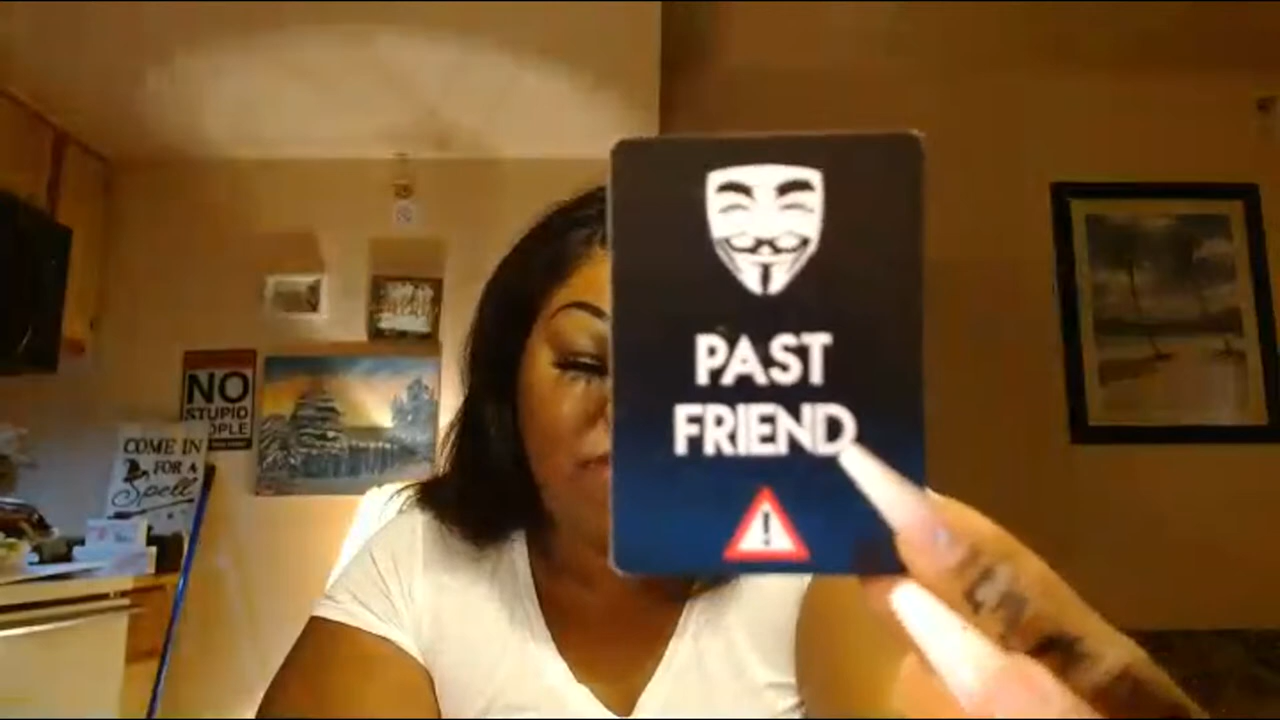 PAST
FRIEND
!
NO
STUPID
COME IN
FOR A
Spell